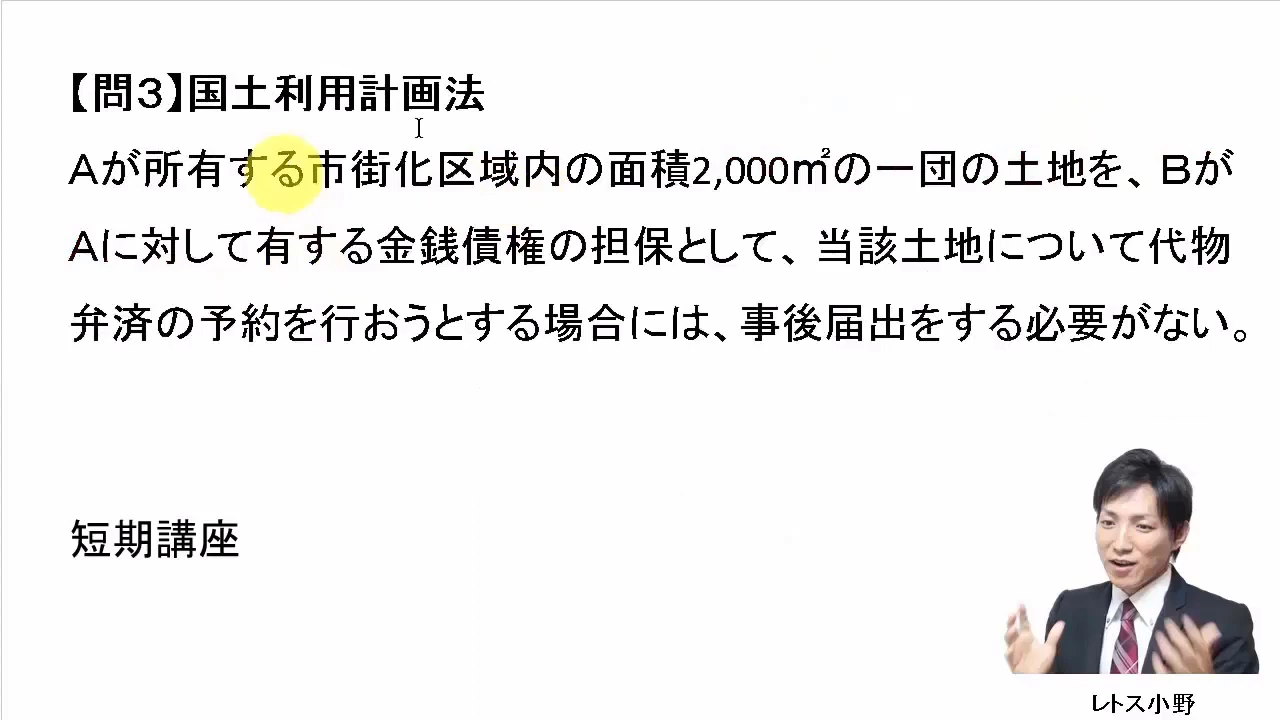 【問３】国土利用計画法
Ａが所有する市街化区域内の面積2,000㎡の一団の土地を、Ｂが
Ａに対して有する金銭債権の担保として、当該土地について代物
弁済の予約を行おうとする場合には、事後届出をする必要がない。
短期講座
レトス小野